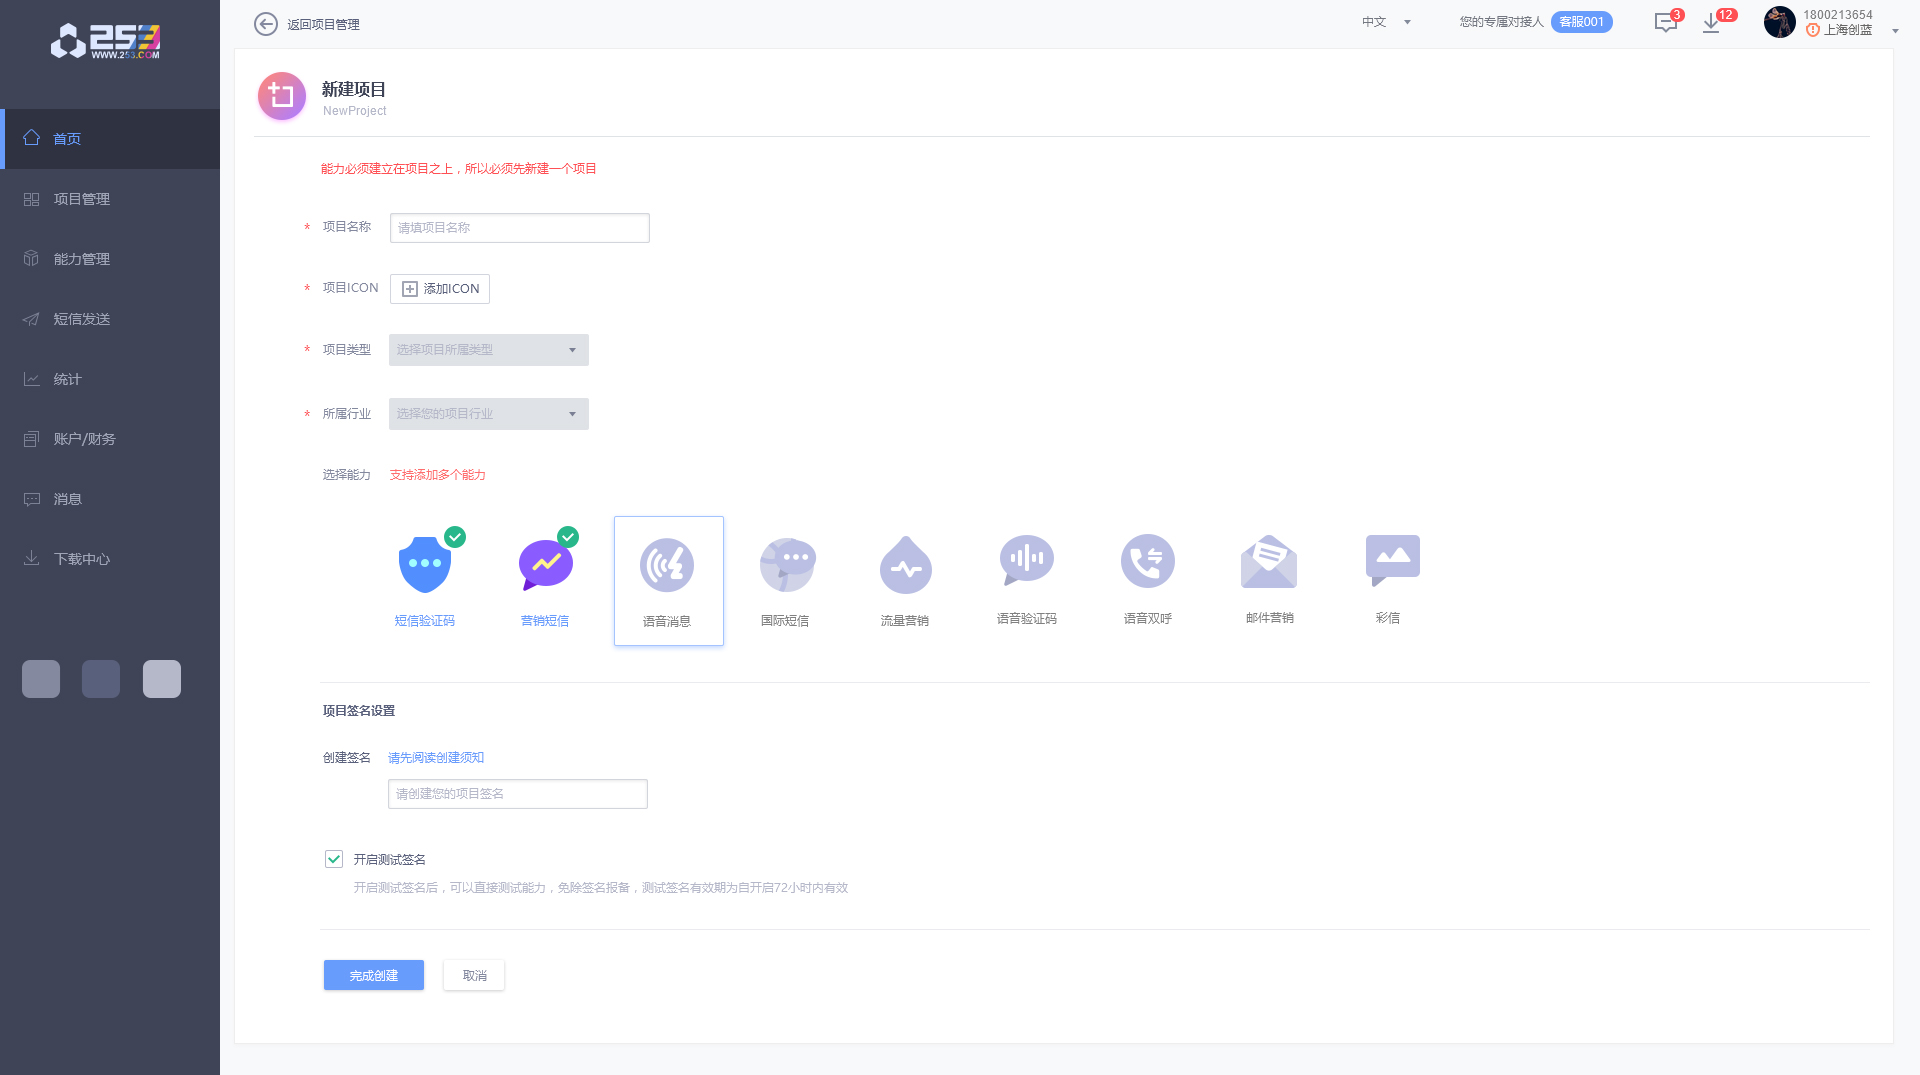 253
WWW.253.COM
返回项目管理
中文
您的专属对接人
客服001
3
12
1800213654
上海创蓝
首页
项目管理
能力管理
短信发送
统计
账户/财务
消息
下载中心
新建项目
NewProject
能力必须建立在项目之上，所以必须先新建一个项目
* 项目名称
请填项目名称
* 项目ICON
添加ICON
* 项目类型
选择项目所属类型
* 所属行业
选择您的项目行业
选择能力
支持添加多个能力
短信验证码
营销短信
语音消息
国际短信
流量营销
语音验证码
语音双呼
邮件营销
彩信
项目签名设置
创建签名
请先阅读创建须知
请创建您的项目签名
开启测试签名
开启测试签名后，可以直接测试能力，免除签名报备，测试签名有效期为自开启72小时内有效
完成创建
取消